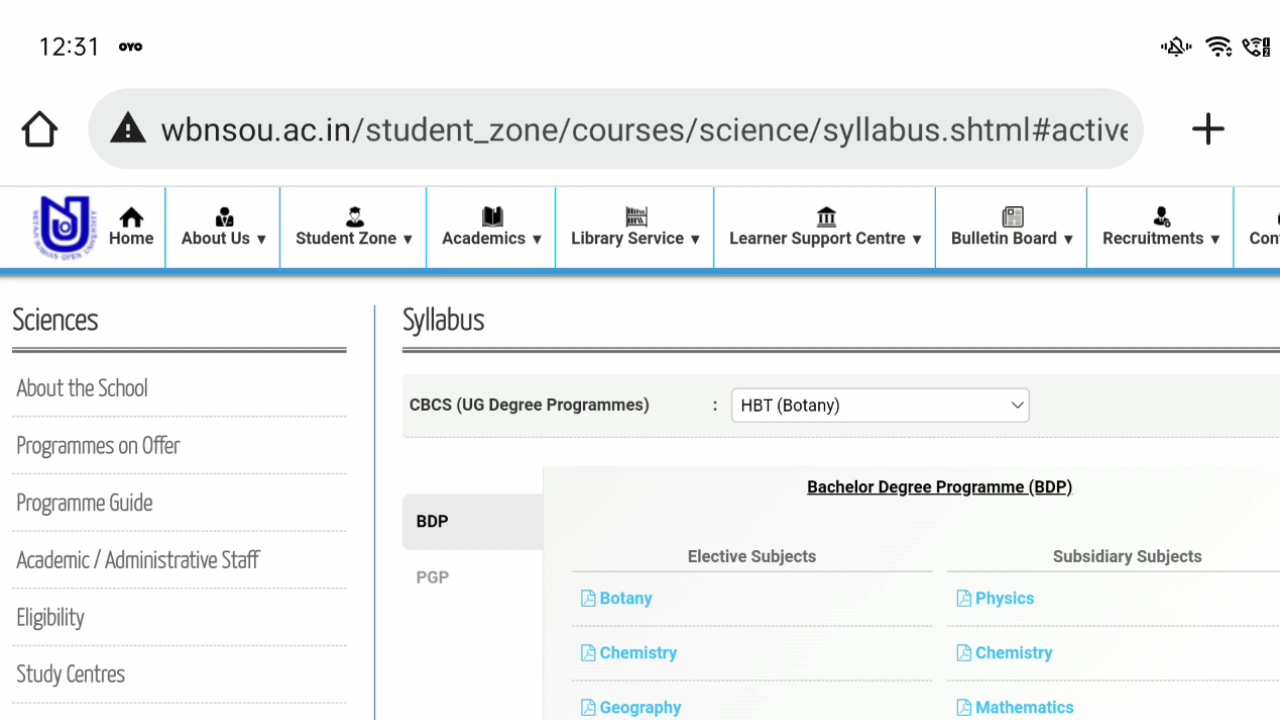 12:31 OYO
wbnsou.ac.in/student_zone/courses/science/syllabus.shtml#active
Home About Us ▼ Student Zone ▼ Academics ▼ Library Service ▼ Learner Support Centre ▼ Bulletin Board ▼ Recruitments ▼
Sciences
About the School
Programmes on Offer
Programme Guide
Academic / Administrative Staff
Eligibility
Study Centres
Syllabus
CBCS (UG Degree Programmes) : HBT (Botany)
BDP
PGP
Bachelor Degree Programme (BDP)
Elective Subjects
Botany
Chemistry
Geography
Subsidiary Subjects
Physics
Chemistry
Mathematics